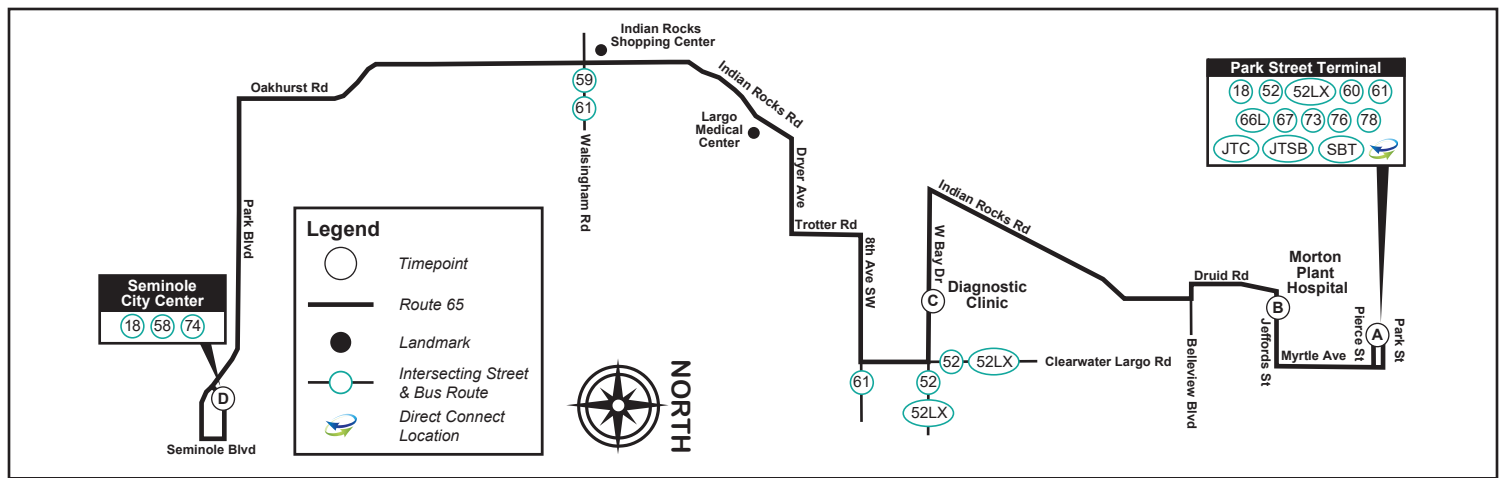 Indian Rocks
Shopping Center
59
61
Walsingham Rd
Oakhurst Rd
Park Blvd
Indian Rocks Rd
Largo
Medical
Center
Dryer Ave
Trotter Rd
8th Ave SW
W Bay Dr
Indian Rocks Rd
C
Diagnostic
Clinic
61
52
52LX
52
52LX
Clearwater Largo Rd
Belleview Blvd
Druid Rd
Morton
Plant
Hospital
B
Jeffords St
Myrtle Ave
Pierce St
A
Park St
Park Street Terminal
18 52 52LX 60 61
66L 67 73 76 78
JTC JTSB SBT
Seminole
City Center
18 58 74
D
Seminole Blvd
Legend
Timepoint
Route 65
Landmark
Intersecting Street
& Bus Route
Direct Connect
Location
NORTH